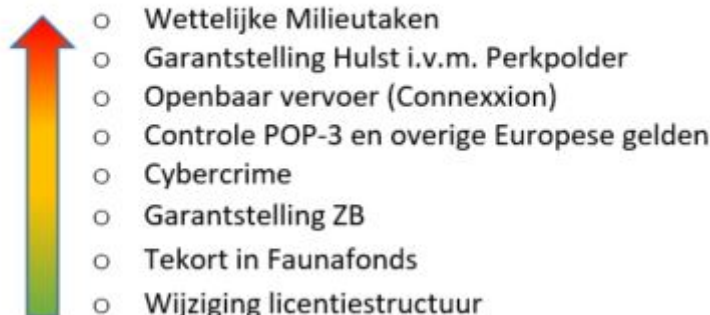 o Wettelijke Milieutaken
o Garantstelling Hulst i.v.m. Perkpolder
o Openbaar vervoer (Connexxion)
o Controle POP-3 en overige Europese gelden
o Cybercrime
o Garantstelling ZB
o Tekort in Faunafonds
o Wijziging licentiestructuur